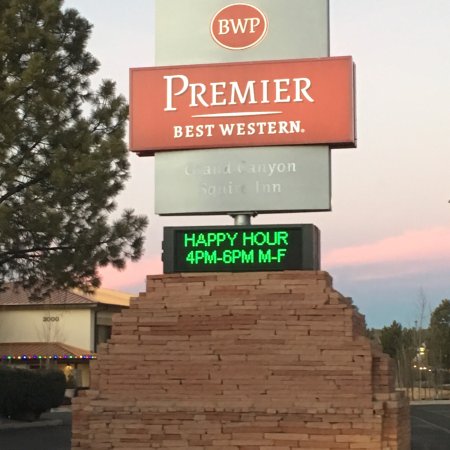 BWP
PREMIER
BEST WESTERN.
Grand Canyon
Squire Inn
HAPPY HOUR
4PM-6PM M-F